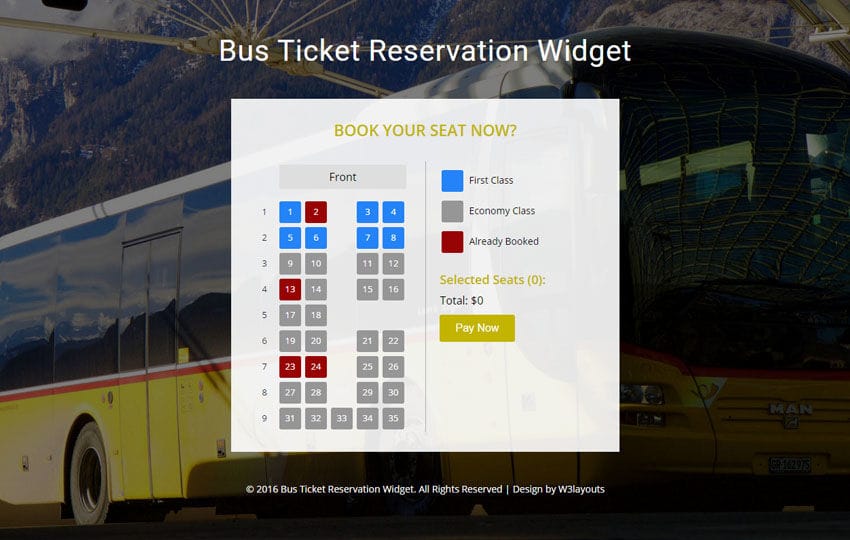 Bus Ticket Reservation Widget
BOOK YOUR SEAT NOW?
Front
1 1 2 3 4
2 5 6 7 8
3 9 10 11 12
4 13 14 15 16
5 17 18
6 19 20 21 22
7 23 24 25 26
8 27 28 29 30
9 31 32 33 34 35
First Class
Economy Class
Already Booked
Selected Seats (0):
Total: $0
Pay Now
MAN
© 2016 Bus Ticket Reservation Widget. All Rights Reserved | Design by W3layouts